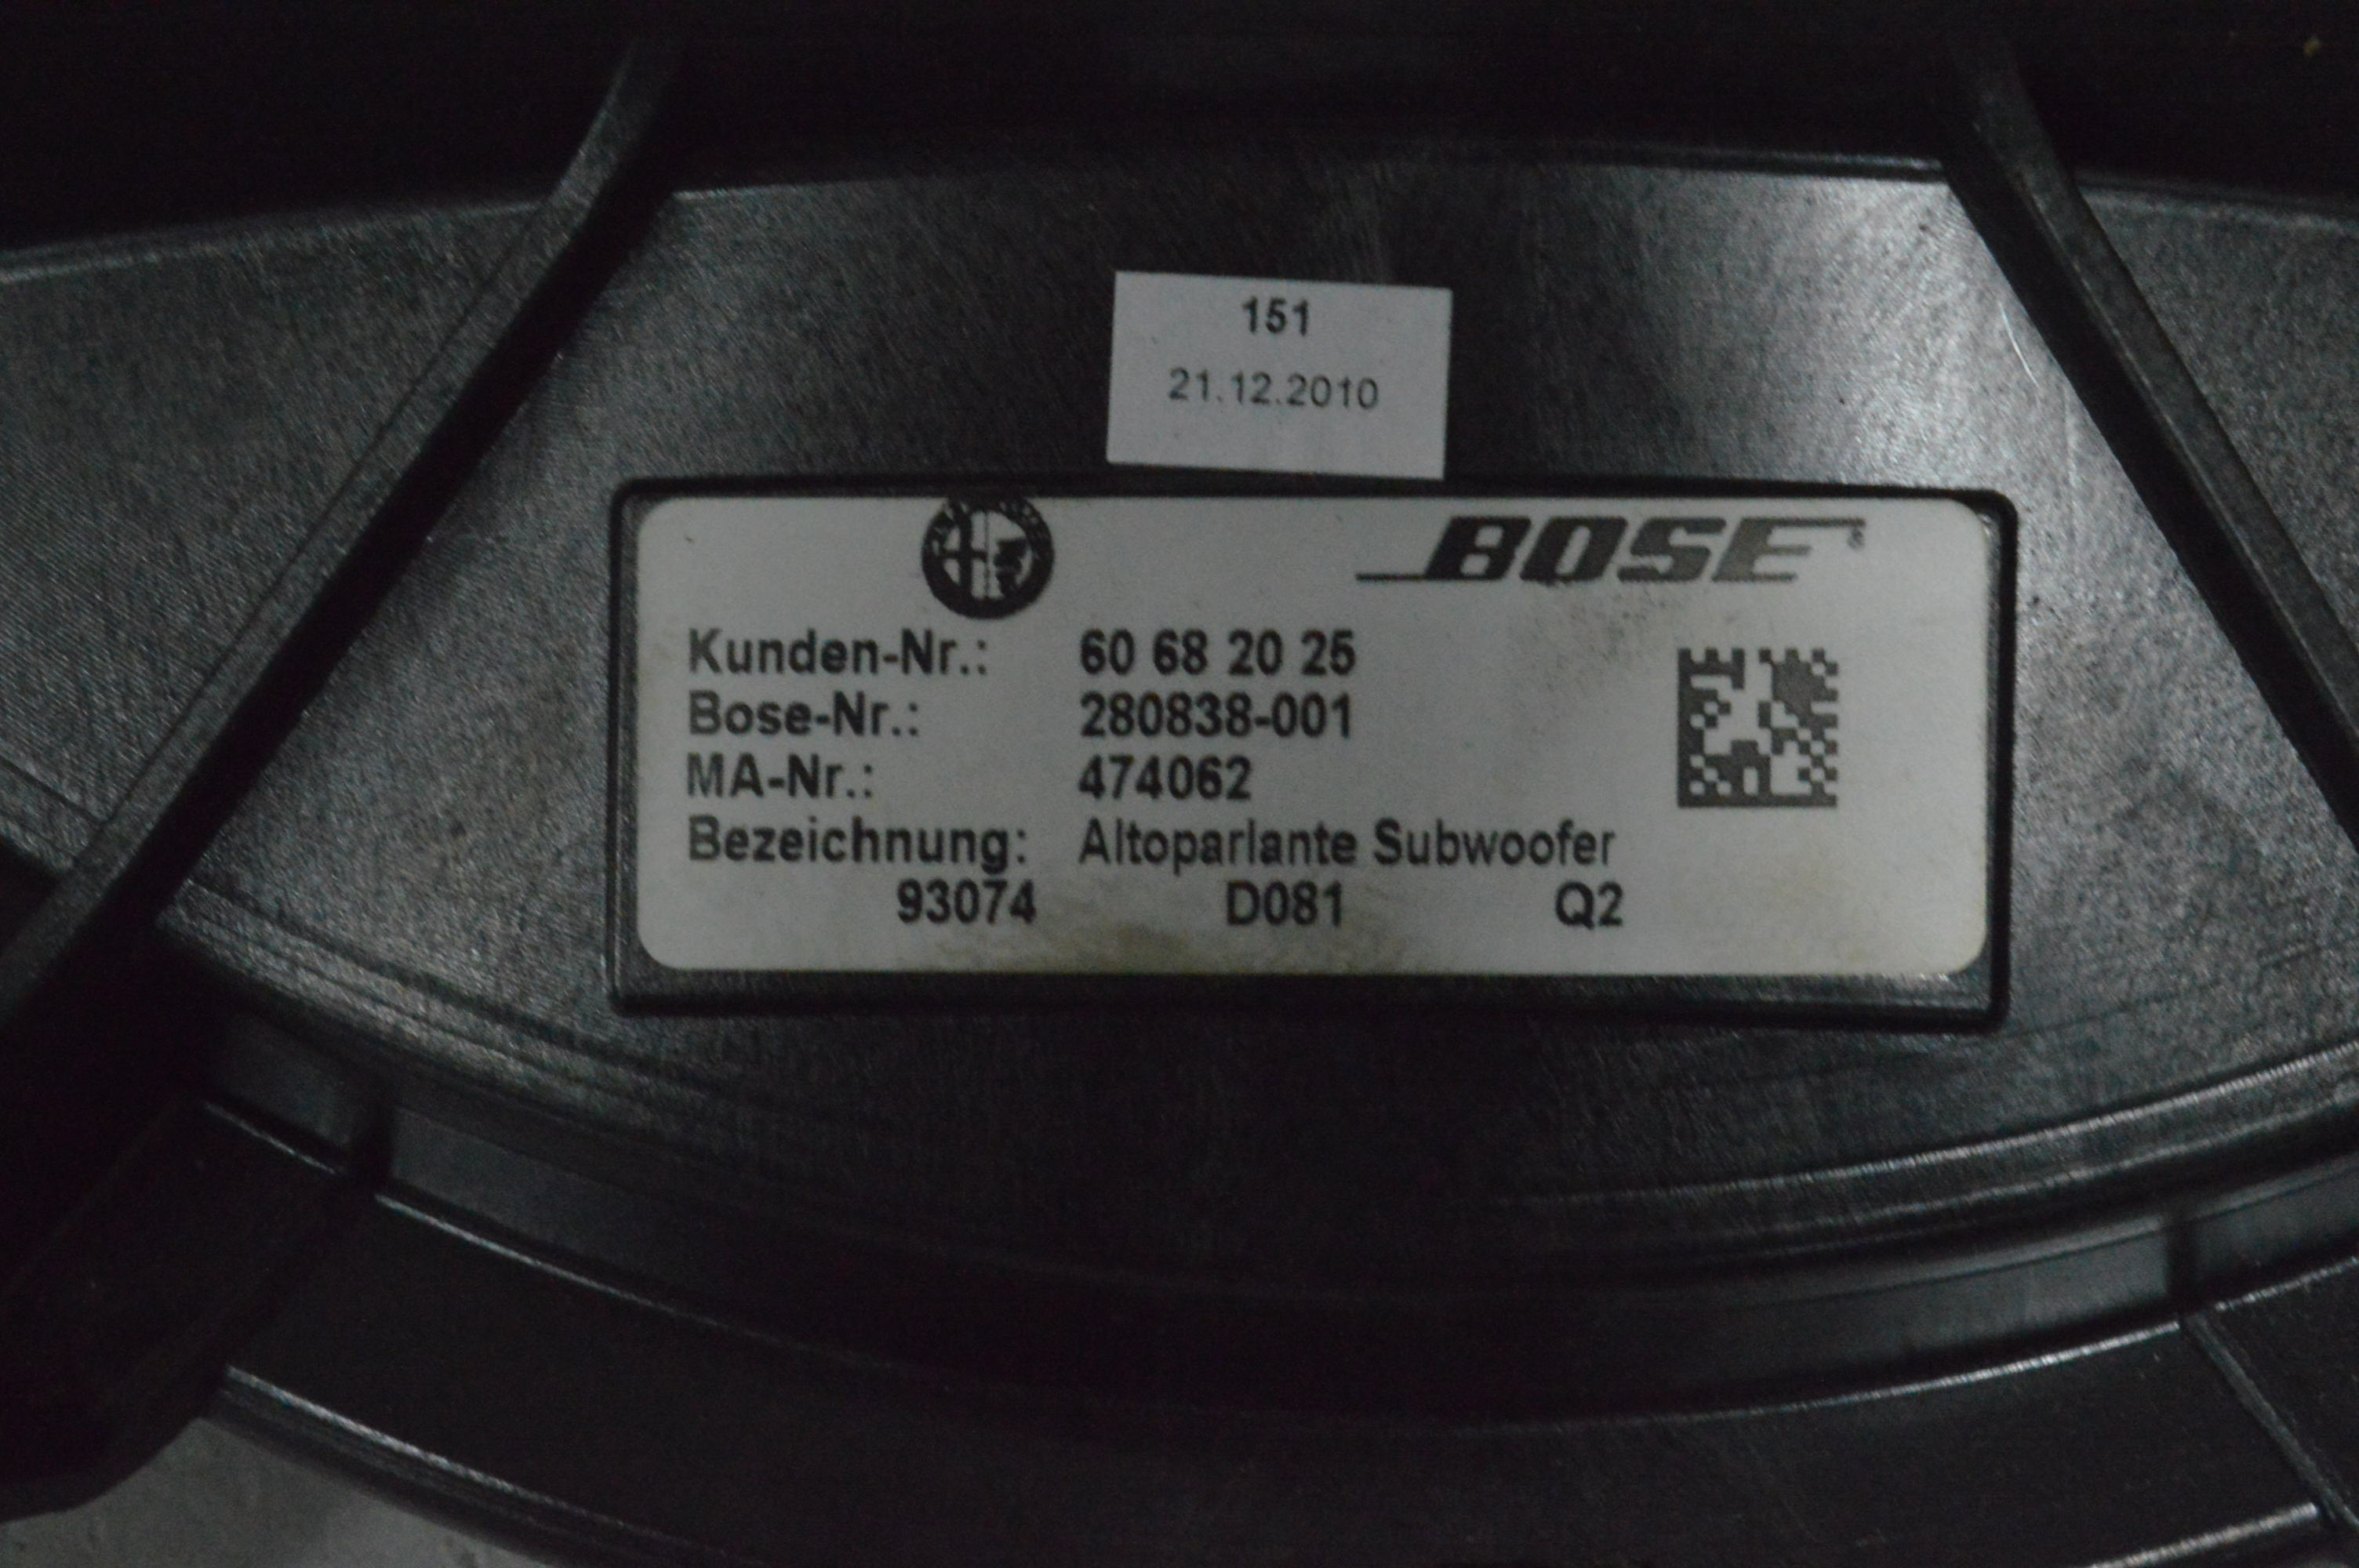 151
21.12.2010
BOSE®
Kunden-Nr.: 60 68 20 25
Bose-Nr.: 280838-001
MA-Nr.: 474062
Bezeichnung: Altoparlante Subwoofer
93074 D081 Q2